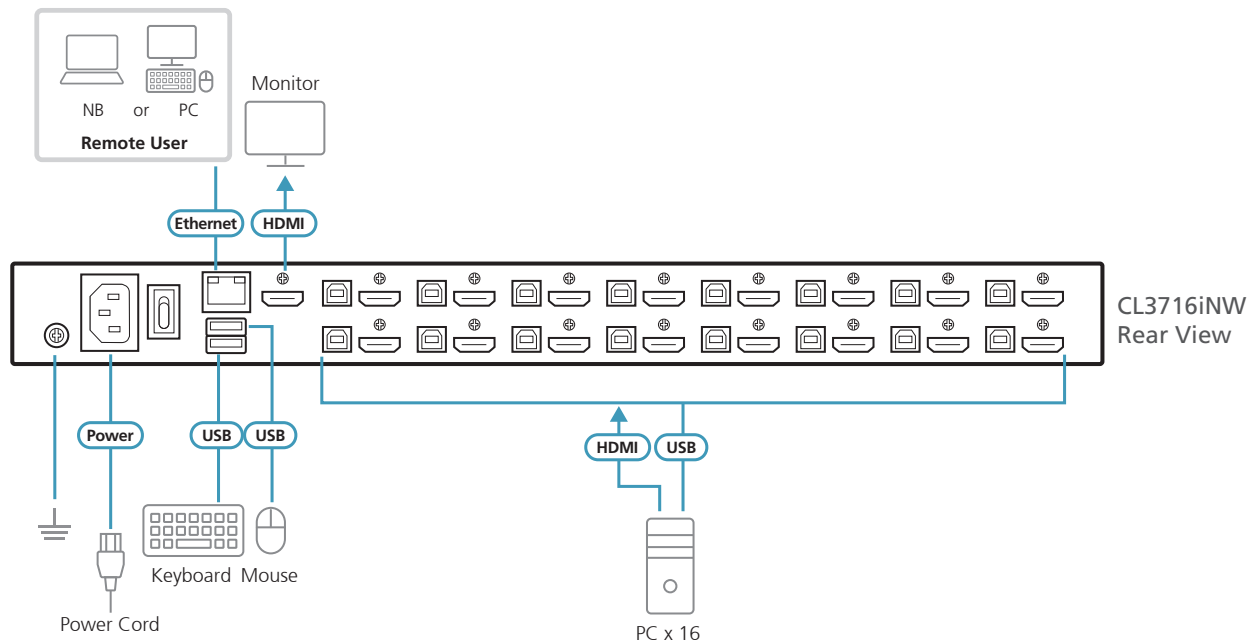 NB or PC
Remote User
Monitor
Ethernet
HDMI
CL3716iNW
Rear View
Power
USB
USB
HDMI
USB
Keyboard
Mouse
Power Cord
PC x 16